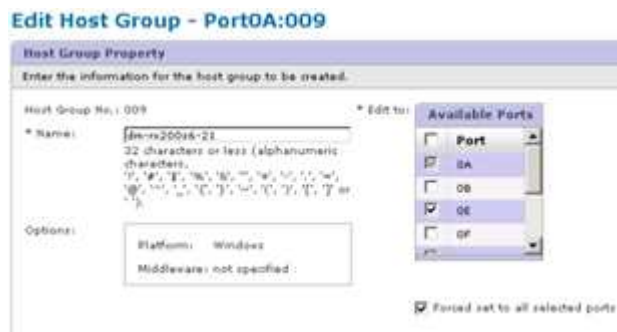 Edit Host Group - Port0A:009
Host Group Property
Enter the information for the host group to be created.
Host Group No.: 009
* Name:
dm-rx200s6-21
32 characters or less (alphanumeric
characters,
or
* Edit to:
Available Ports
Port
0A
0B
0E
0F
Options:
Platform: Windows
Middleware: not specified
Forced set to all selected ports